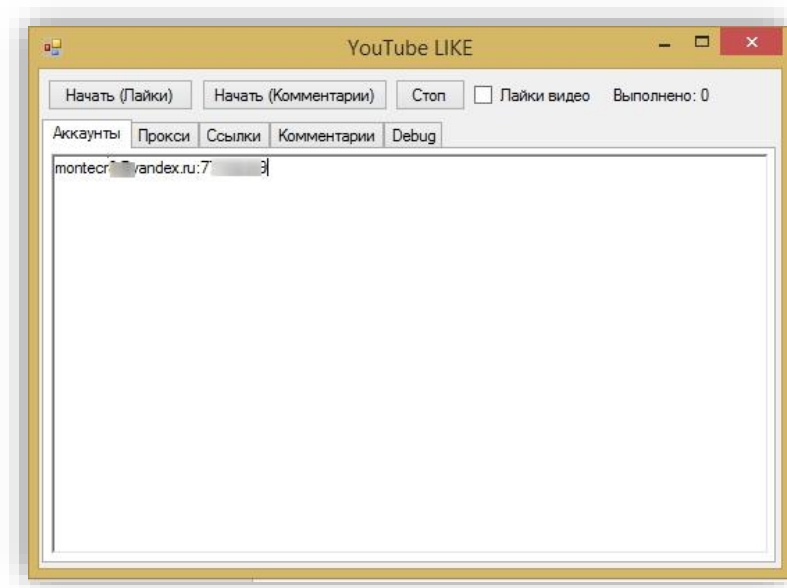 YouTube LIKE
Начать (Лайки) Начать (Комментарии) Стоп Лайки видео Выполнено: 0
Аккаунты Прокси Ссылки Комментарии Debug